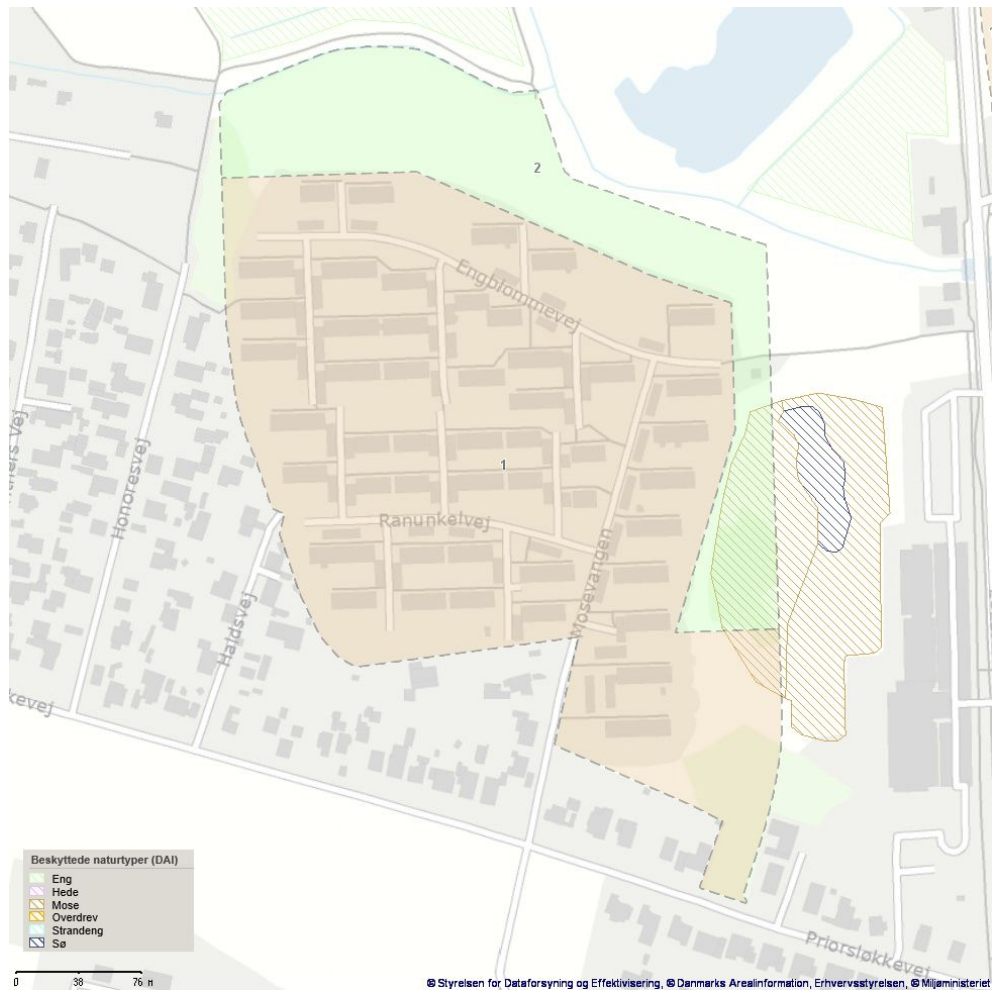 2
Engblommevej
1
Honoresvej
Ranunkelvej
Mosevangen
Haldsvej
Priorsløkkevej
Beskyttede naturtyper (DAI)
Eng
Hede
Mose
Overdrev
Strandeng
Sø
0 38 76 M
© Styrelsen for Dataforsyning og Effektivisering, © Danmarks Arealinformation, Erhvervsstyrelsen, © Miljøministeriet